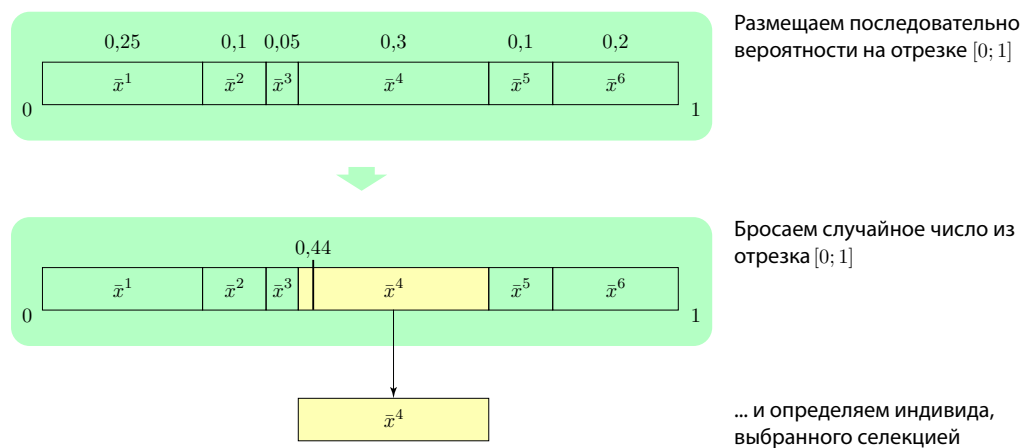 0,25 0,1 0,05 0,3 0,1 0,2
x̄¹ x̄² x̄³ x̄⁴ x̄⁵ x̄⁶
0 1
Размещаем последовательно
вероятности на отрезке [0; 1]
0,44
x̄¹ x̄² x̄³ x̄⁴ x̄⁵ x̄⁶
0 1
Бросаем случайное число из
отрезка [0; 1]
x̄⁴
... и определяем индивида,
выбранного селекцией